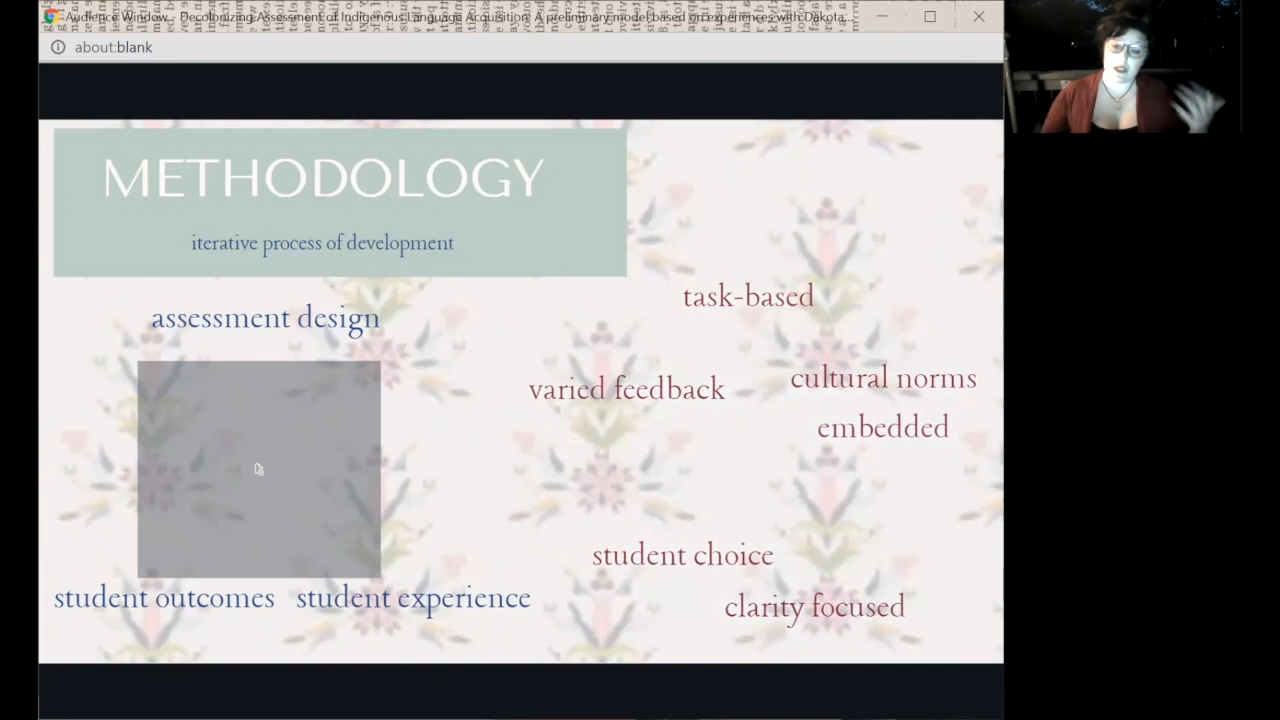 Audience Window - Decolonizing Assessment of Indigenous Language Acquisition: A preliminary model based on experiences with Dakota...
about:blank
METHODOLOGY
iterative process of development
assessment design
task-based
varied feedback
cultural norms
embedded
student choice
clarity focused
student outcomes
student experience